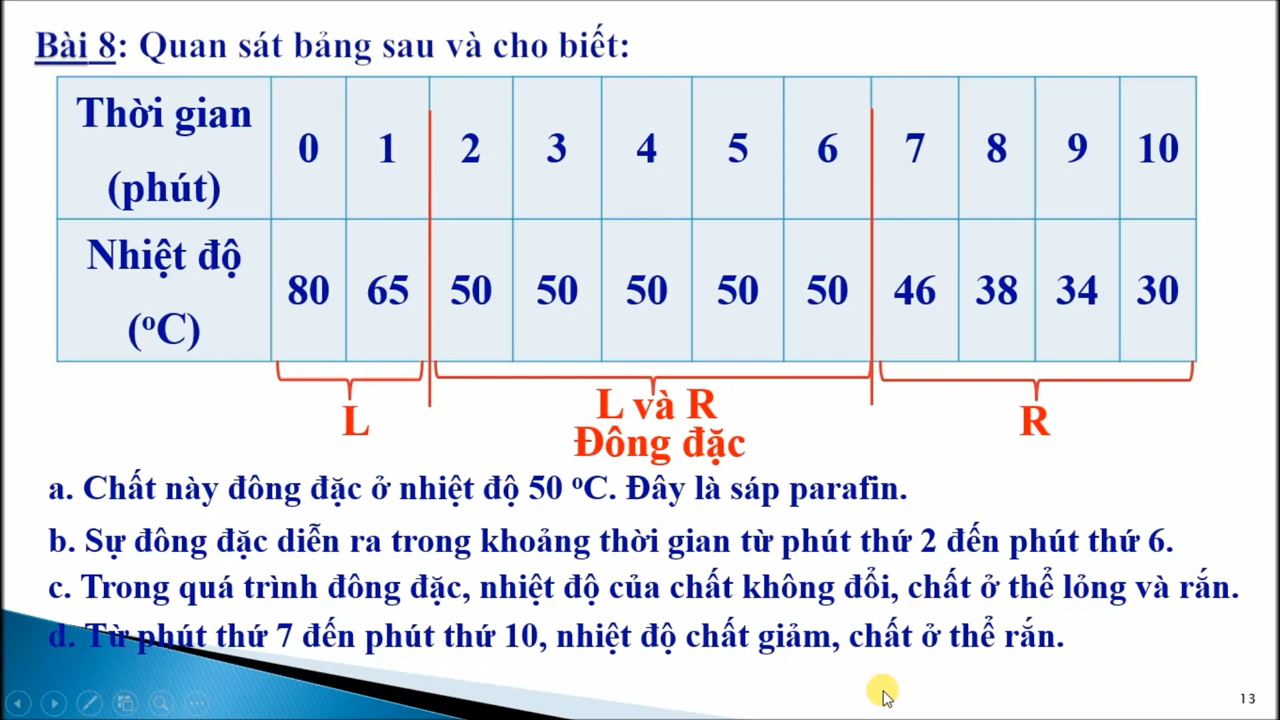 Bài 8: Quan sát bảng sau và cho biết:
Thời gian (phút) 0 1 2 3 4 5 6 7 8 9 10
Nhiệt độ (oC) 80 65 50 50 50 50 50 46 38 34 30
L L và R R
Đông đặc
a. Chất này đông đặc ở nhiệt độ 50 oC. Đây là sáp parafin.
b. Sự đông đặc diễn ra trong khoảng thời gian từ phút thứ 2 đến phút thứ 6.
c. Trong quá trình đông đặc, nhiệt độ của chất không đổi, chất ở thể lỏng và rắn.
d. Từ phút thứ 7 đến phút thứ 10, nhiệt độ chất giảm, chất ở thể rắn.
13